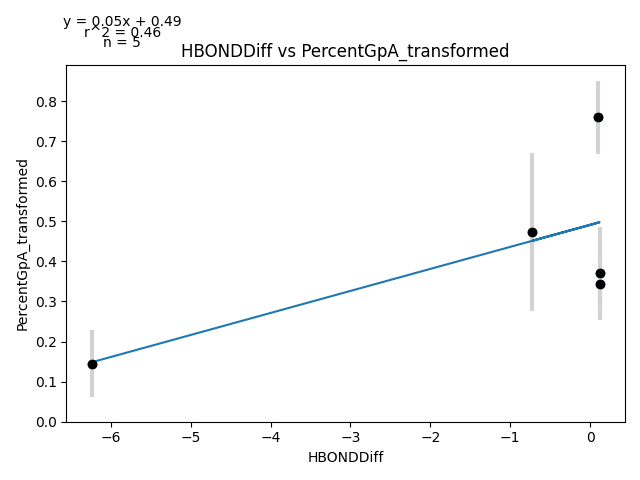 y = 0.05x + 0.49
r^2 = 0.46
n = 5
HBONDDiff vs PercentGpA_transformed
PercentGpA_transformed
0.8
0.7
0.6
0.5
0.4
0.3
0.2
0.1
0.0
−6
−5
−4
−3
−2
−1
0
HBONDDiff